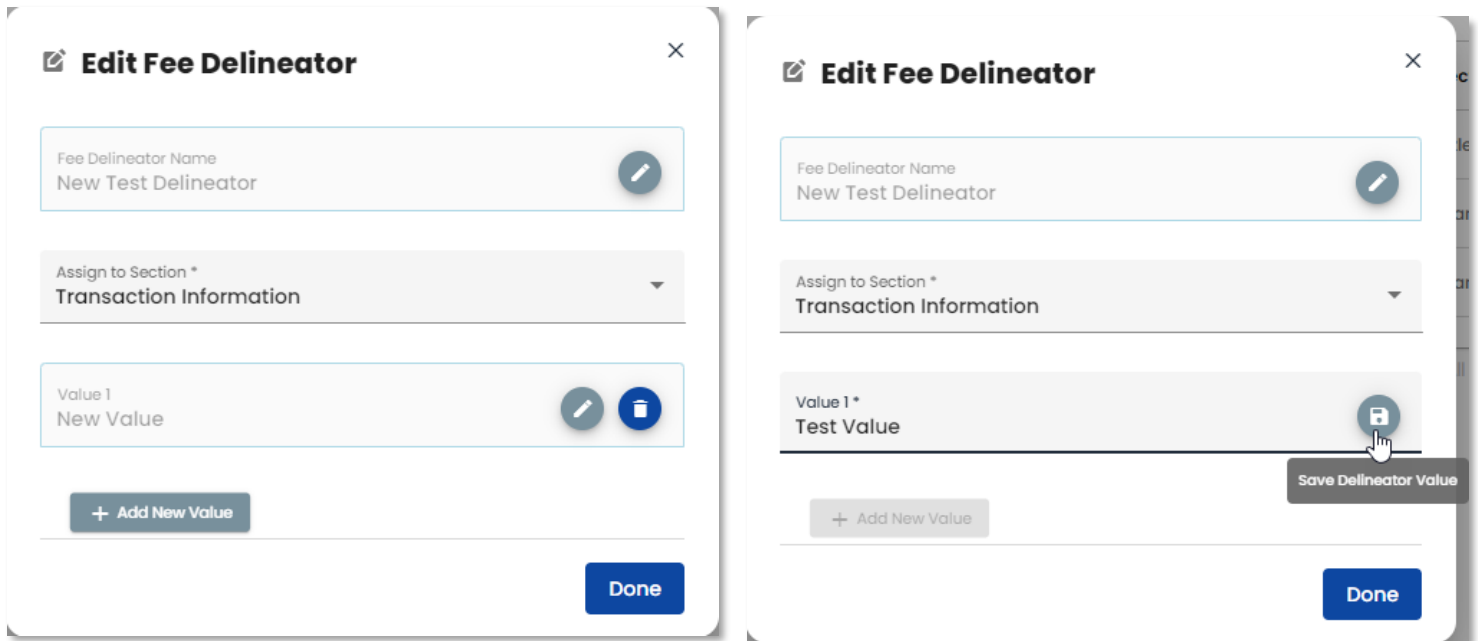 Edit Fee Delineator
Fee Delineator Name
New Test Delineator
Assign to Section *
Transaction Information
Value 1
New Value
+ Add New Value
Done
Edit Fee Delineator
Fee Delineator Name
New Test Delineator
Assign to Section *
Transaction Information
Value 1 *
Test Value
Save Delineator Value
+ Add New Value
Done